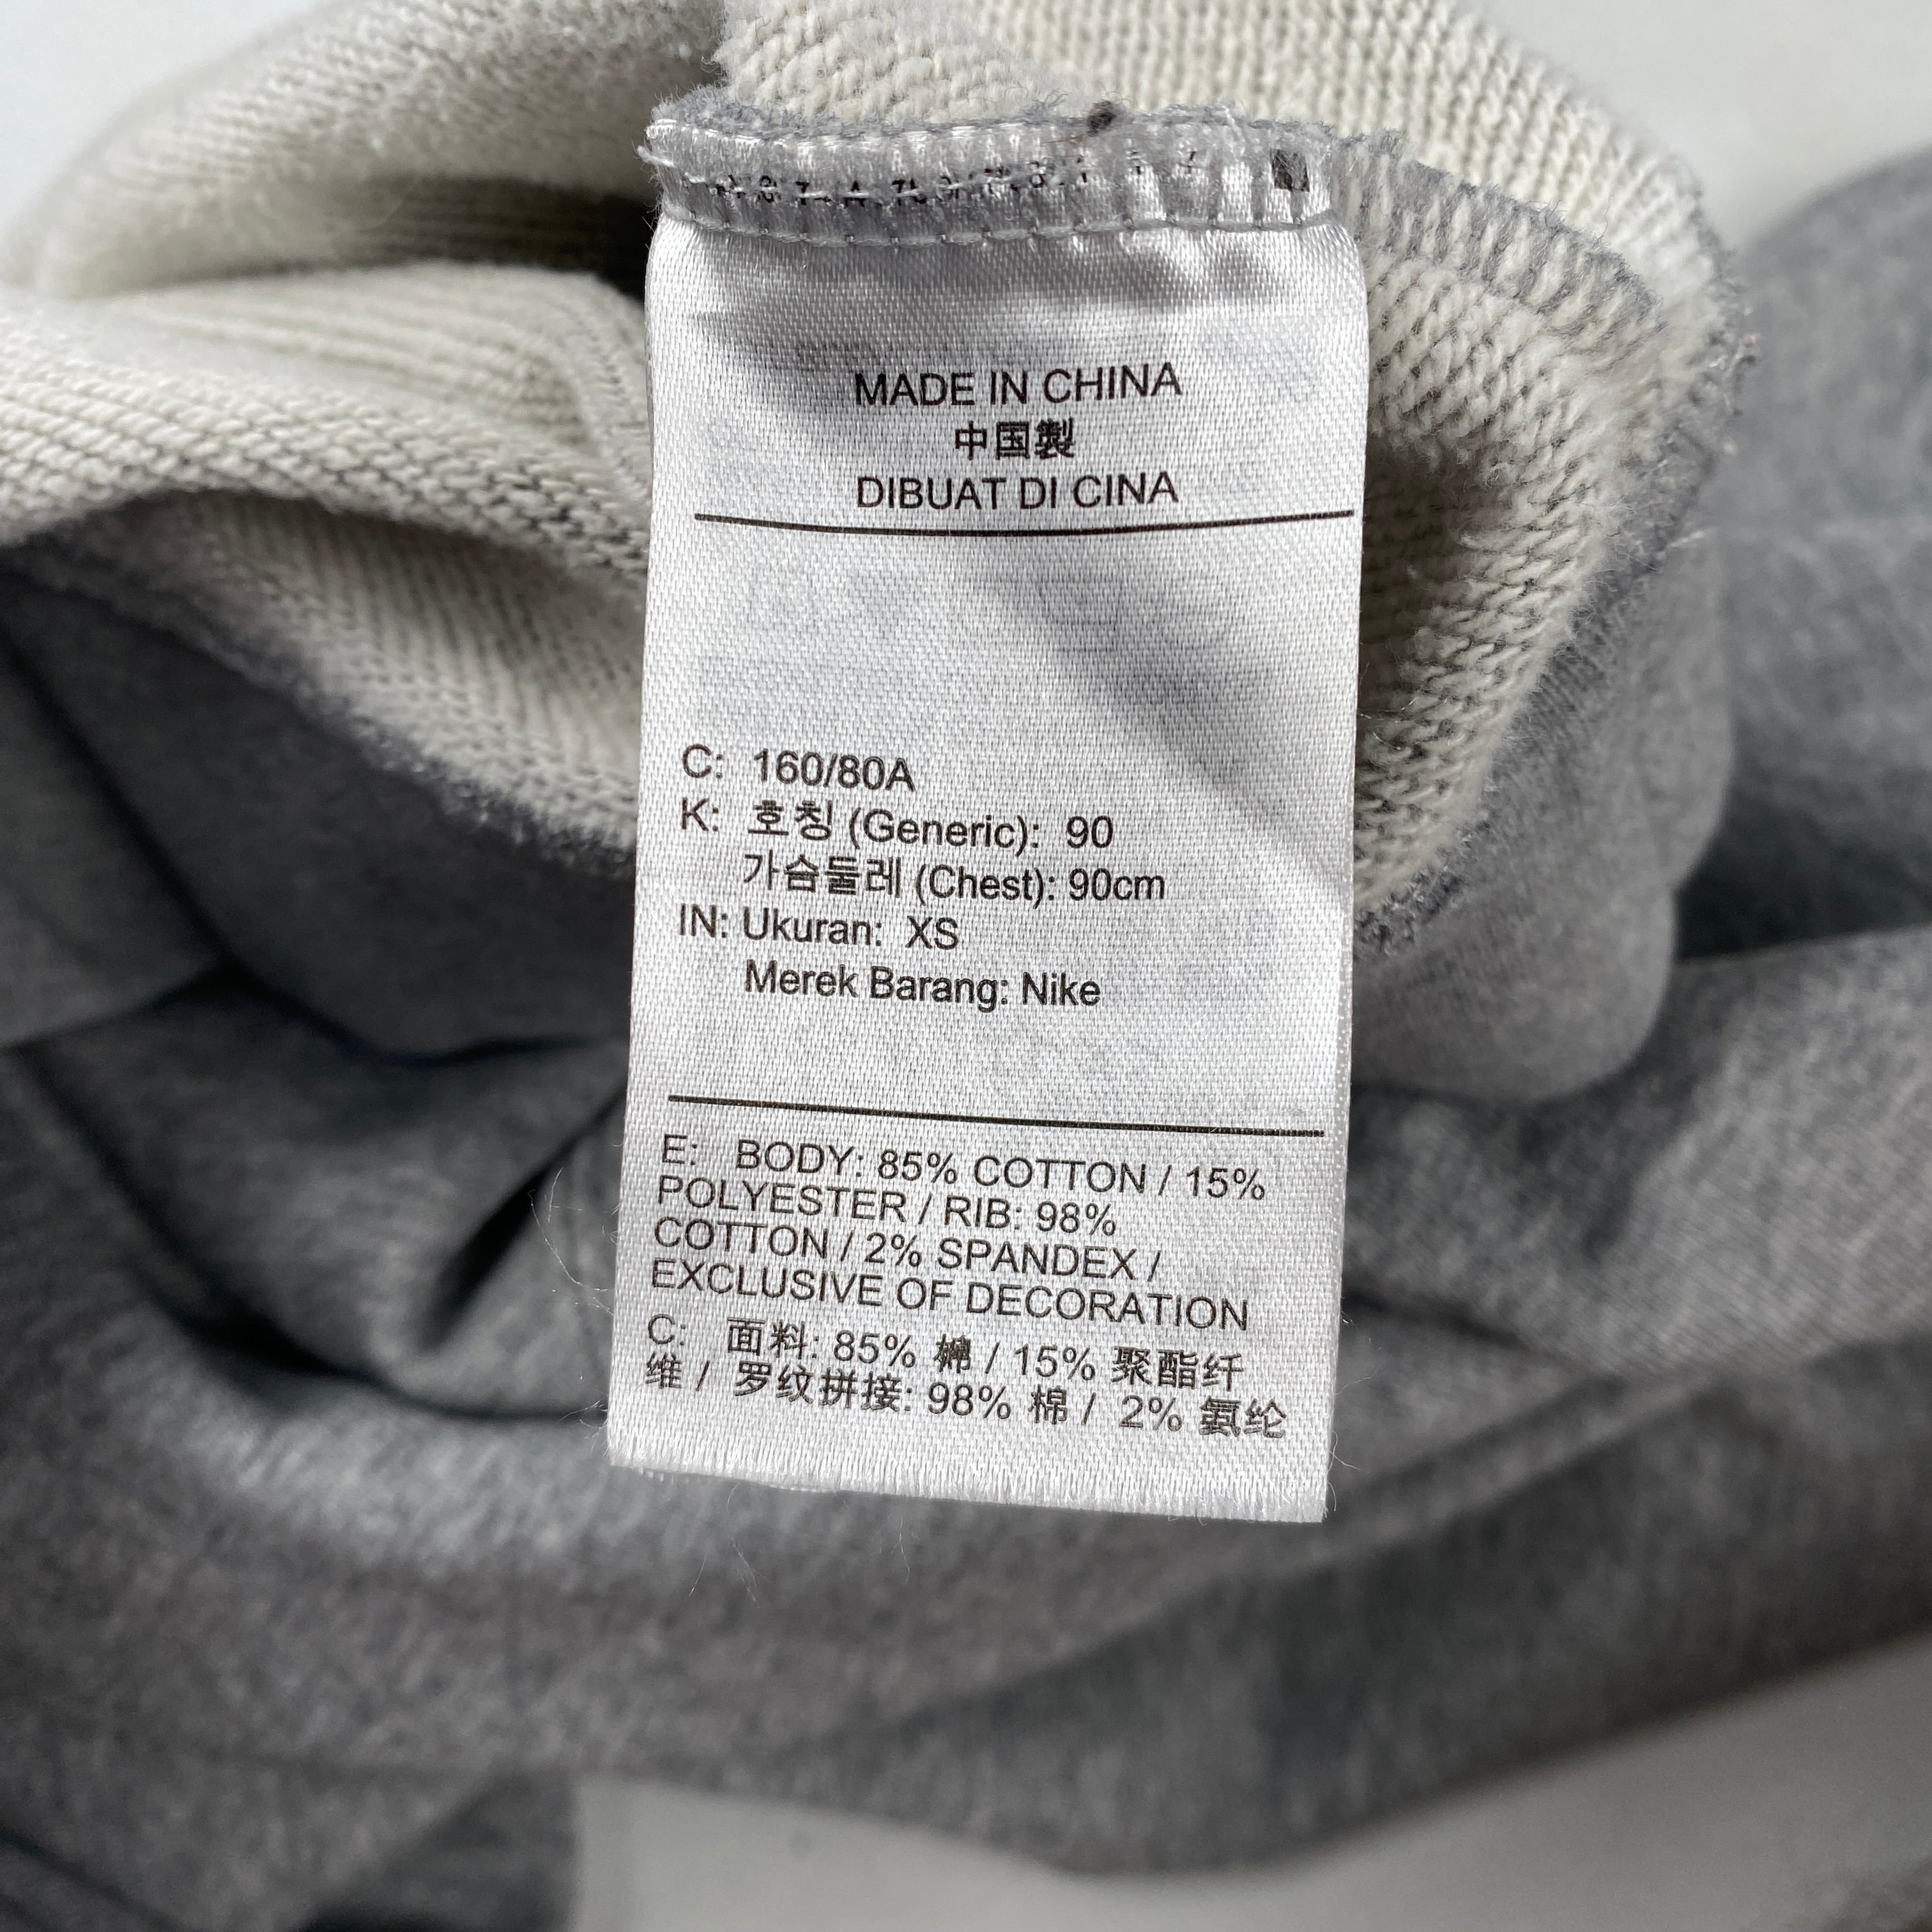 MADE IN CHINA
中国製
DIBUAT DI CINA
C: 160/80A
K: 호칭 (Generic): 90
가슴둘레 (Chest): 90cm
IN: Ukuran: XS
Merek Barang: Nike
E: BODY: 85% COTTON / 15%
POLYESTER / RIB: 98%
COTTON / 2% SPANDEX /
EXCLUSIVE OF DECORATION
C: 面料: 85% 棉 / 15% 聚酯纤
维 / 罗纹拼接: 98% 棉 / 2% 氨纶